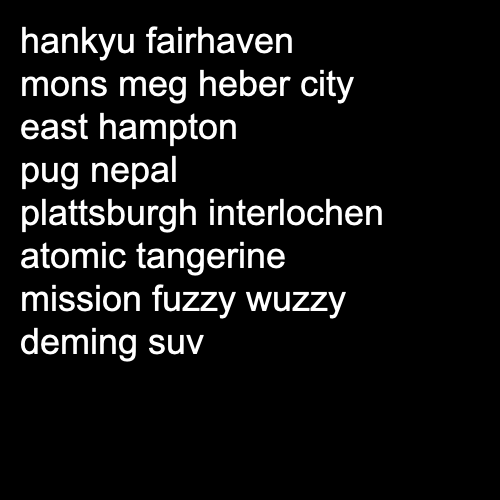 hankyu fairhaven
mons meg heber city
east hampton
pug nepal
plattsburgh interlochen
atomic tangerine
mission fuzzy wuzzy
deming suv